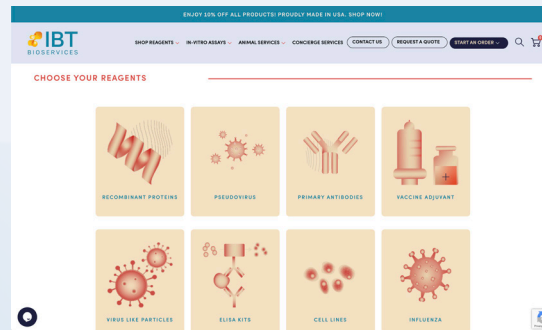 ENJOY 10% OFF ALL PRODUCTS! PROUDLY MADE IN USA. SHOP NOW!
IBT
BIOSERVICES
SHOP REAGENTS IN-VITRO ASSAYS ANIMAL SERVICES CONCIERGE SERVICES CONTACT US REQUEST A QUOTE START AN ORDER
CHOOSE YOUR REAGENTS
RECOMBINANT PROTEINS PSEUDOVIRUS PRIMARY ANTIBODIES VACCINE ADJUVANT
VIRUS LIKE PARTICLES ELISA KITS CELL LINES INFLUENZA